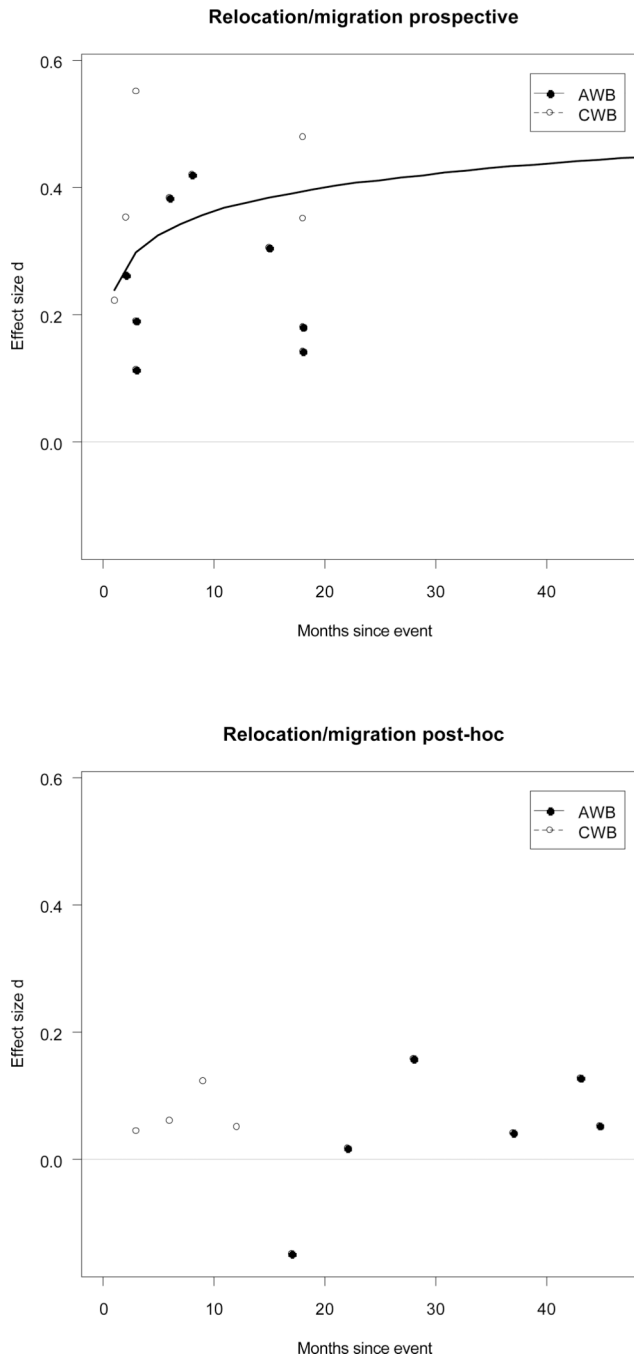 Relocation/migration prospective
0.6
0.4
0.2
0.0
Effect size d
AWB
CWB
0 10 20 30 40
Months since event
Relocation/migration post-hoc
0.6
0.4
0.2
0.0
Effect size d
AWB
CWB
0 10 20 30 40
Months since event